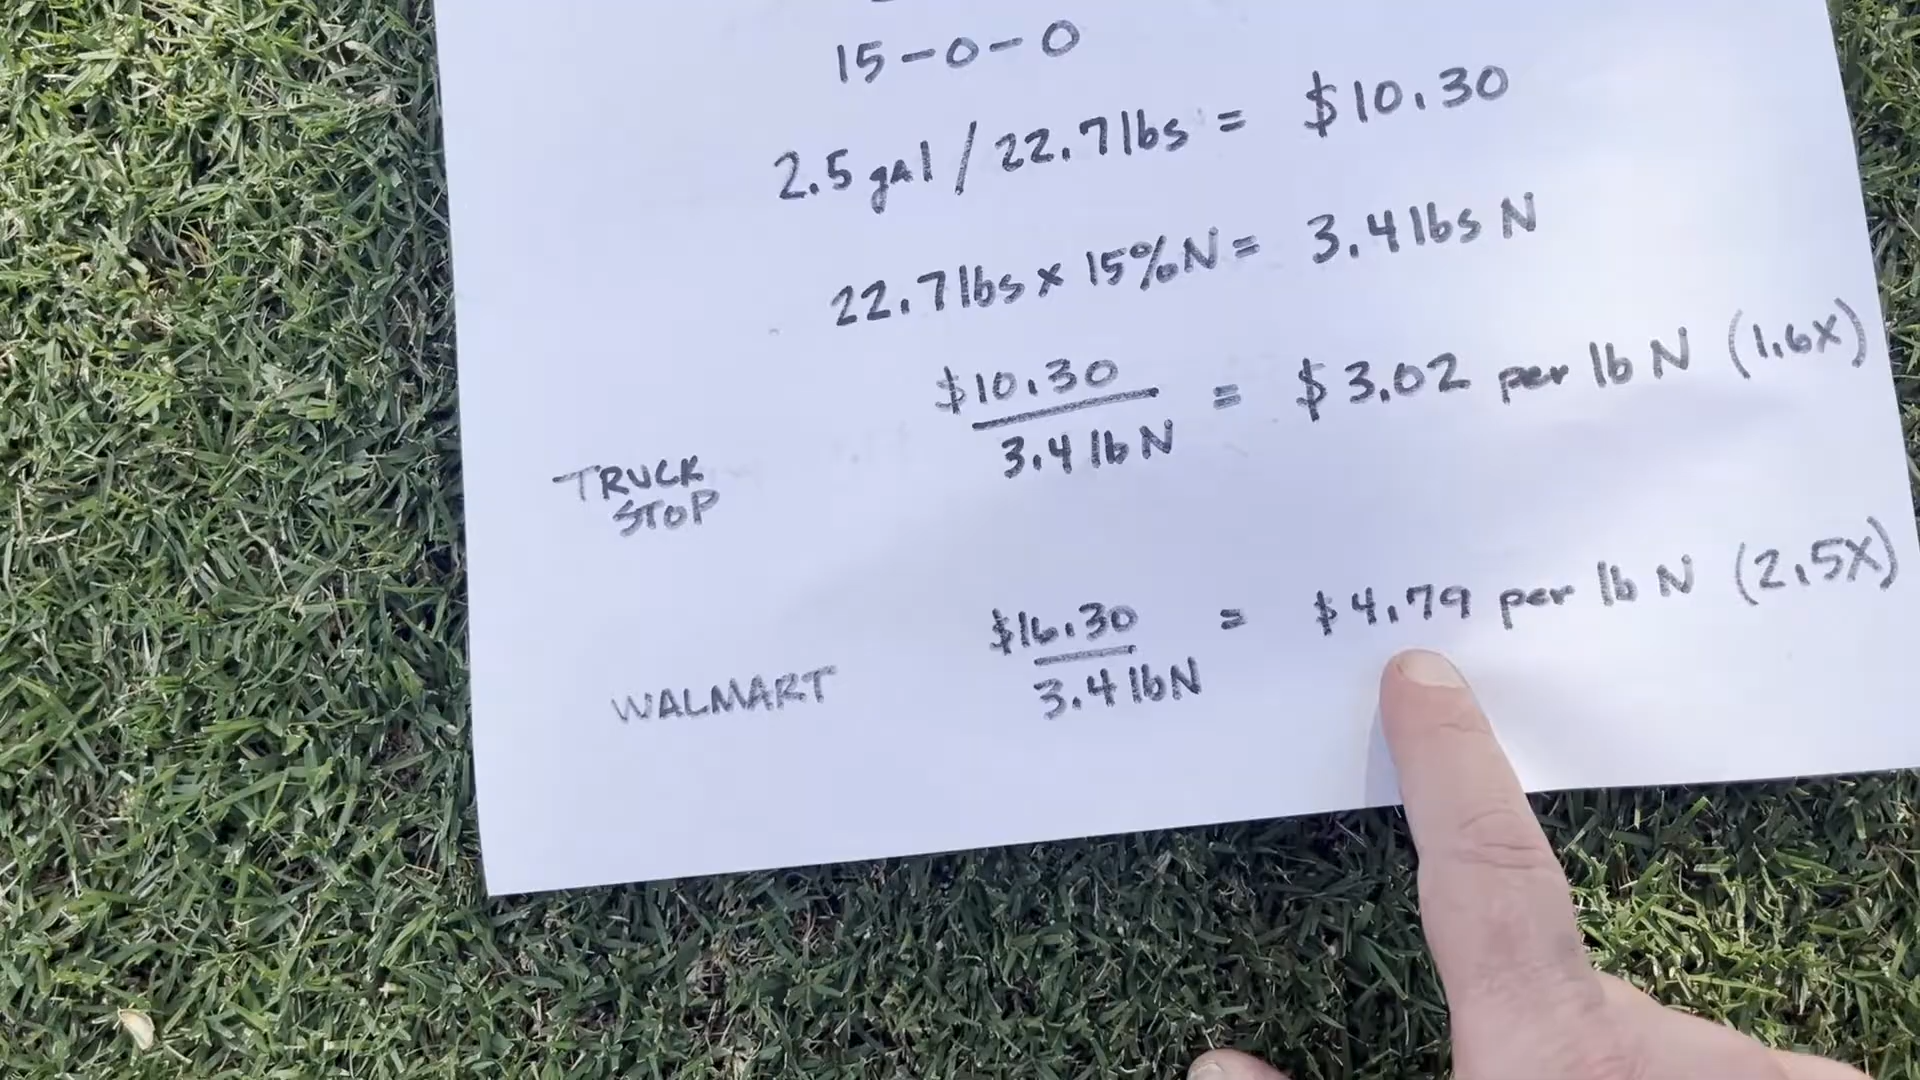 15-0-0
2.5 gal / 22.7 lbs = $10.30
22.7 lbs x 15% N = 3.4 lbs N
$10.30
3.4 lb N
= $3.02 per lb N (1.6X)
TRUCK
STOP
$16.30
3.4 lb N
= $4.79 per lb N (2.5X)
WALMART